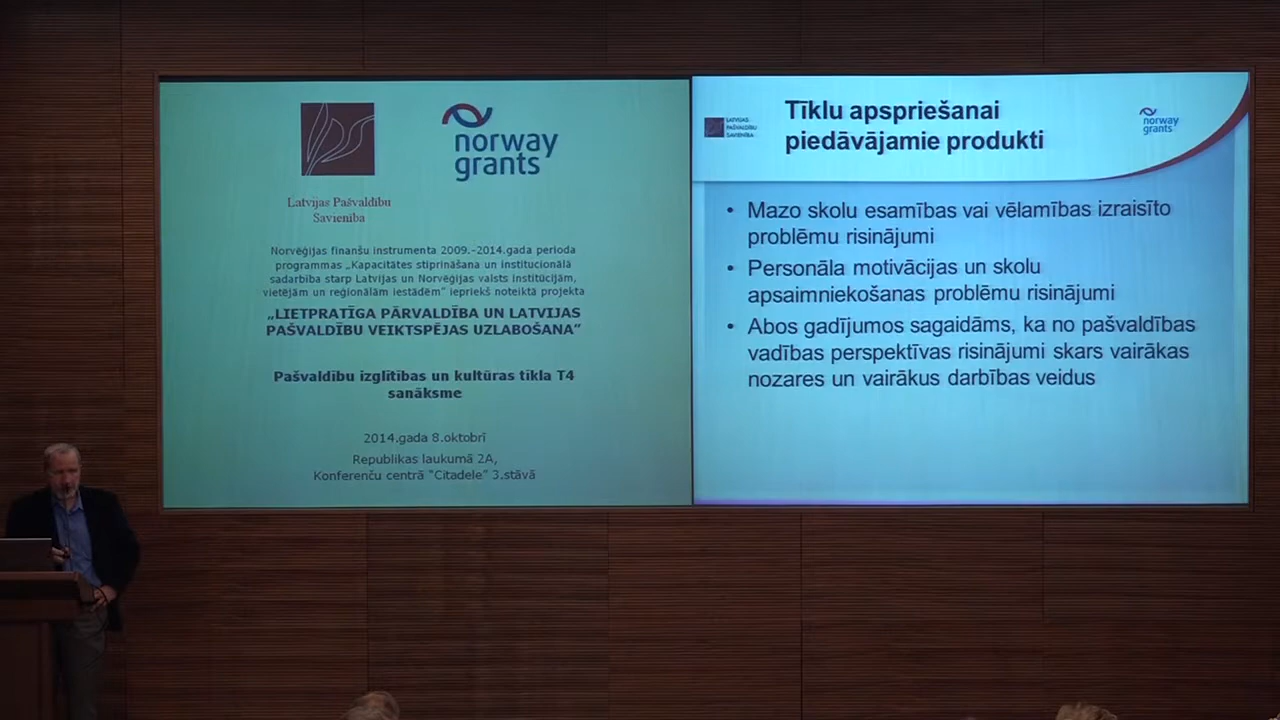 norway
grants
Latvijas Pašvaldību
Savienība
Norvēģijas finanšu instrumenta 2009.-2014.gada perioda
programmas „Kapacitātes stiprināšana un institucionālā
sadarbība starp Latvijas un Norvēģijas valsts institūcijām,
vietējām un reģionālām iestādēm" iepriekš noteiktā projekta
„LIETPRATĪGA PĀRVALDĪBA UN LATVIJAS
PAŠVALDĪBU VEIKTSPĒJAS UZLABOŠANA"
Pašvaldību izglītības un kultūras tīkla T4
sanāksme
2014.gada 8.oktobrī
Republikas laukumā 2A,
Konferenču centrā "Citadele" 3.stāvā
LATVIJAS
PAŠVALDĪBU
SAVIENĪBA
Tīklu apspriešanai
piedāvājamie produkti
norway
grants
• Mazo skolu esamības vai vēlamības izraisīto
problēmu risinājumi
• Personāla motivācijas un skolu
apsaimniekošanas problēmu risinājumi
• Abos gadījumos sagaidāms, ka no pašvaldības
vadības perspektīvas risinājumi skars vairākas
nozares un vairākus darbības veidus